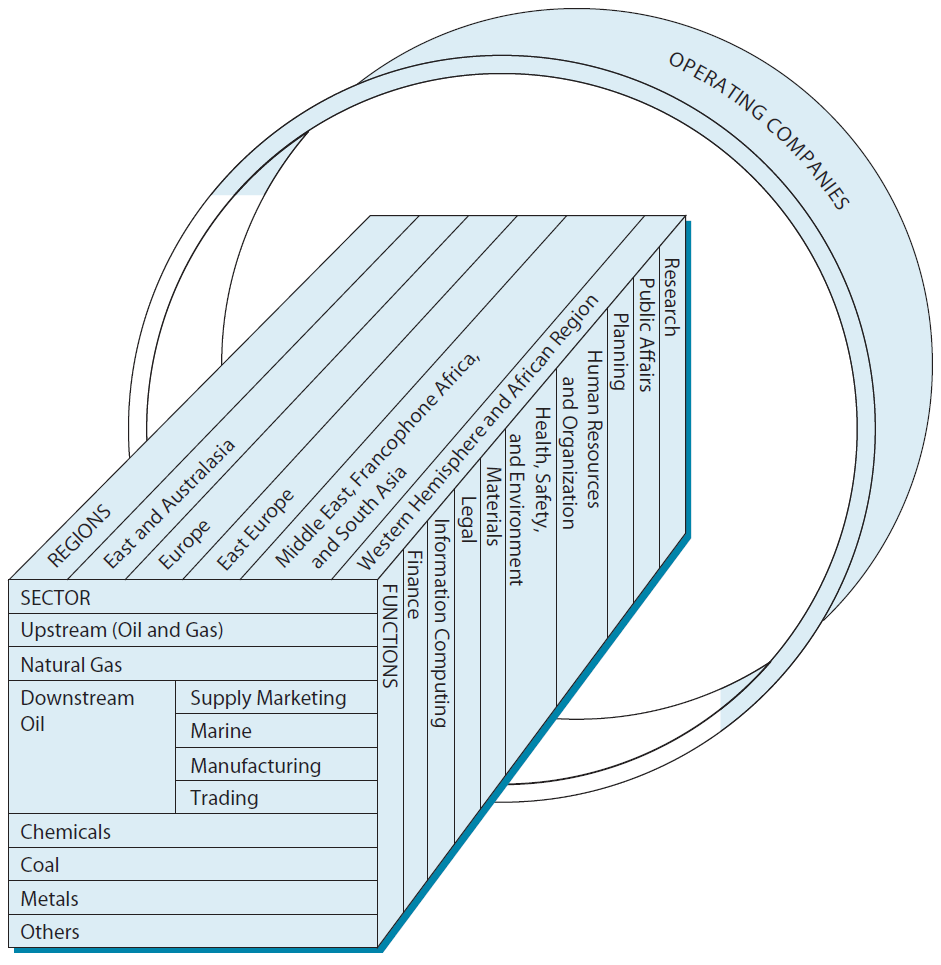 OPERATING COMPANIES
REGIONS
East and Australasia
Europe
East Europe
Middle East, Francophone Africa,
and South Asia
Western Hemisphere and African Region
SECTOR
Upstream (Oil and Gas)
Natural Gas
Downstream
Oil
Supply Marketing
Marine
Manufacturing
Trading
Chemicals
Coal
Metals
Others
FUNCTIONS
Finance
Information Computing
Legal
Materials
Health, Safety,
and Environment
Human Resources
and Organization
Planning
Public Affairs
Research